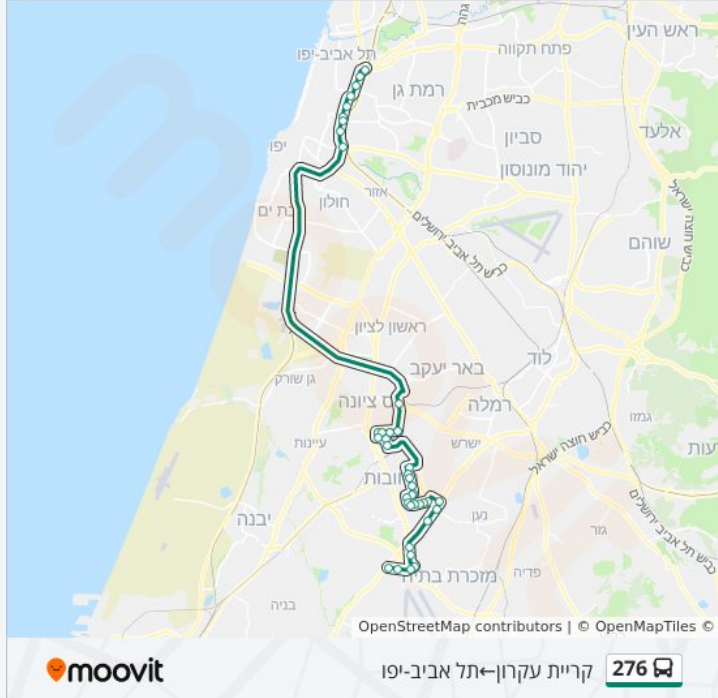 ראש העין
פתח תקווה
תל אביב-יפו
רמת גן
כביש מכבית
אלעד
סביון
יפו
יהוד מונוסון
אזור
חולון
בת ים
כביש חוצה ישראל
שוהם
כביש תל אביב ירושלים
ראשון לציון
לוד
באר יעקב
גן שורק
ס ציונה
רמלה
גמזו
עיינות
ישרש
כביש חוצה ישראל
רחובות
יבנה
נען
גזר
כביש תל אביב ירושלים
מזכרת בתיה
פדיה
בניה
OpenStreetMap contributors | © OpenMapTiles ©
moovit
קריית עקרון←תל אביב-יפו
276